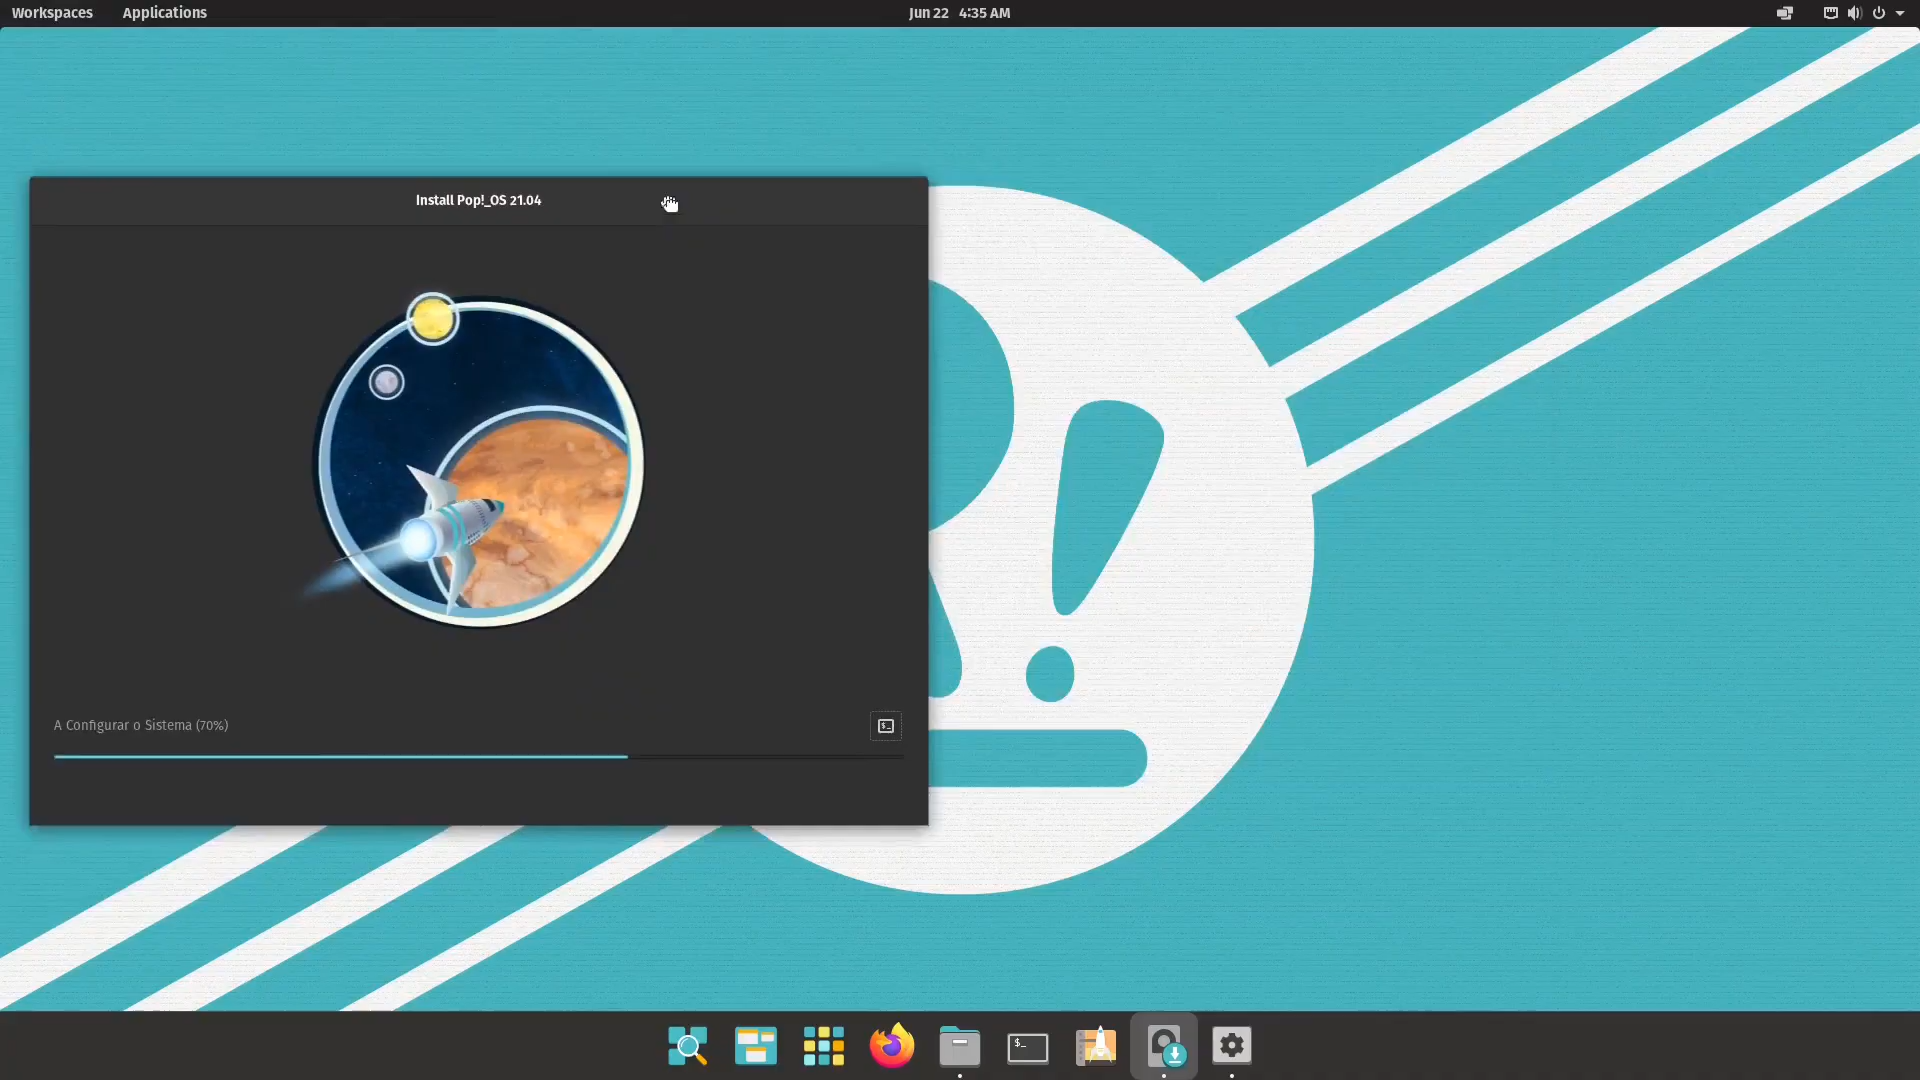 Workspaces Applications Jun 22 4:35 AM
Install Pop!_OS 21.04
A Configurar o Sistema (70%)